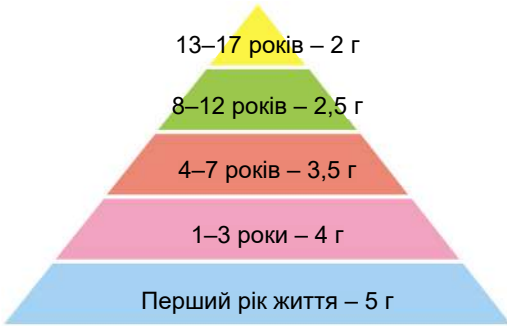 13–17 років – 2 г
8–12 років – 2,5 г
4–7 років – 3,5 г
1–3 роки – 4 г
Перший рік життя – 5 г